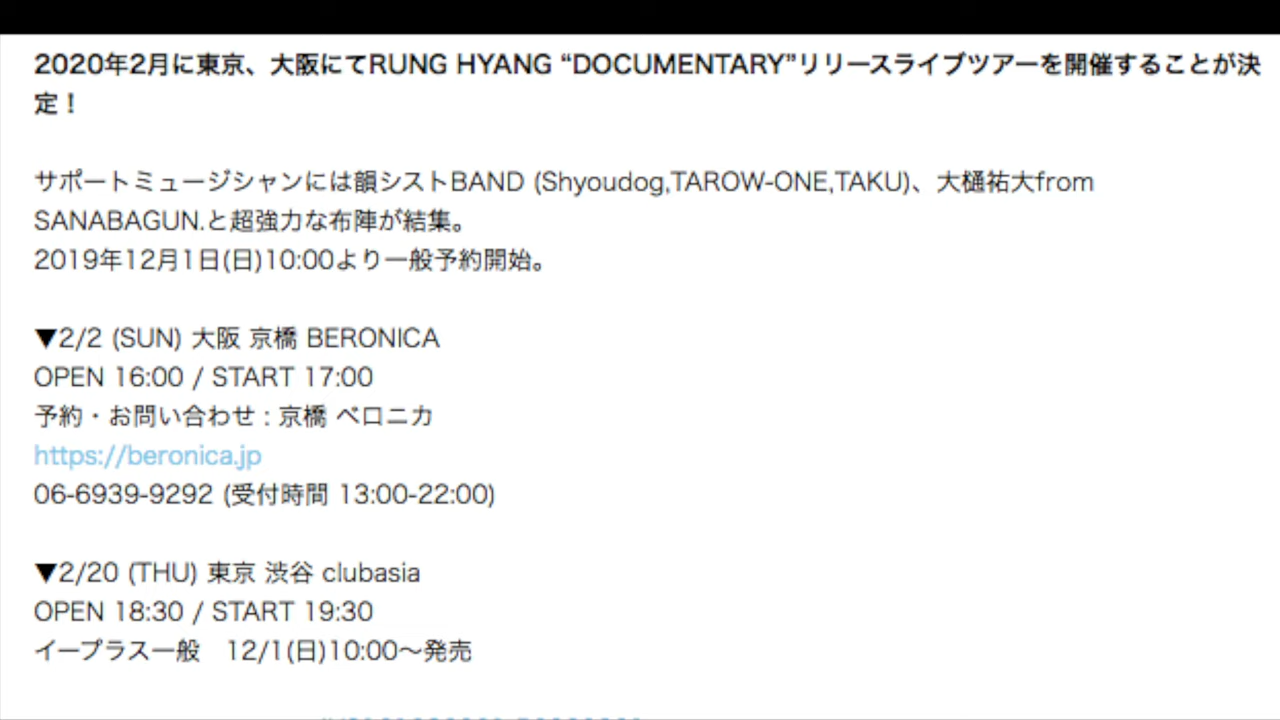 2020年2月に東京、大阪にてRUNG HYANG “DOCUMENTARY”リリースライブツアーを開催することが決
定！
サポートミュージシャンには韻シストBAND (Shyoudog,TAROW-ONE,TAKU)、大樋祐大from
SANABAGUN.と超強力な布陣が結集。
2019年12月1日(日)10:00より一般予約開始。
▼2/2 (SUN) 大阪 京橋 BERONICA
OPEN 16:00 / START 17:00
予約・お問い合わせ : 京橋 ベロニカ
https://beronica.jp
06-6939-9292 (受付時間 13:00-22:00)
▼2/20 (THU) 東京 渋谷 clubasia
OPEN 18:30 / START 19:30
イープラス一般　12/1(日)10:00〜発売